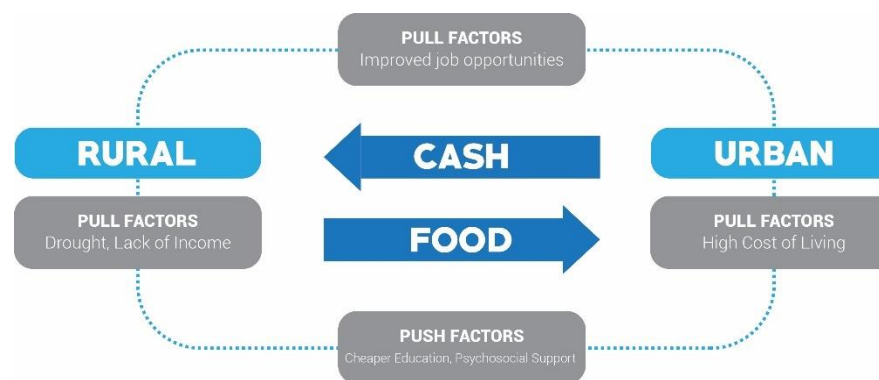 PULL FACTORS
Improved job opportunities
RURAL
CASH
URBAN
PULL FACTORS
Drought, Lack of Income
FOOD
PULL FACTORS
High Cost of Living
PUSH FACTORS
Cheaper Education, Psychosocial Support